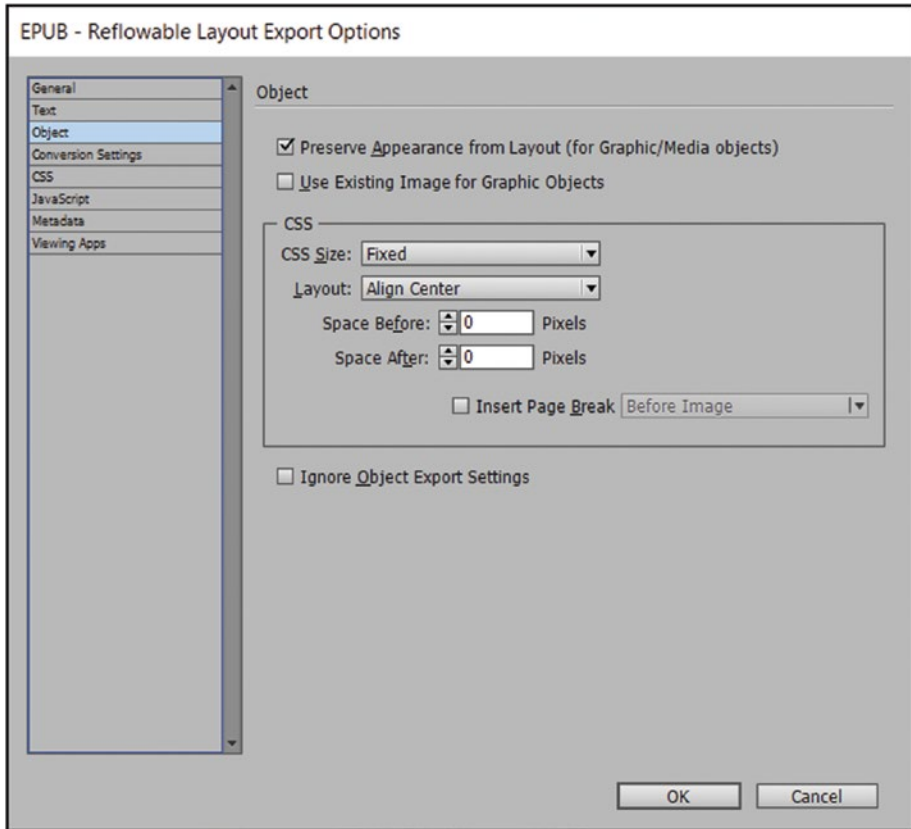 EPUB - Reflowable Layout Export Options
General
Text
Object
Conversion Settings
CSS
JavaScript
Metadata
Viewing Apps
Object
Preserve Appearance from Layout (for Graphic/Media objects)
Use Existing Image for Graphic Objects
CSS
CSS Size: Fixed
Layout: Align Center
Space Before: 0 Pixels
Space After: 0 Pixels
Insert Page Break Before Image
Ignore Object Export Settings
OK Cancel